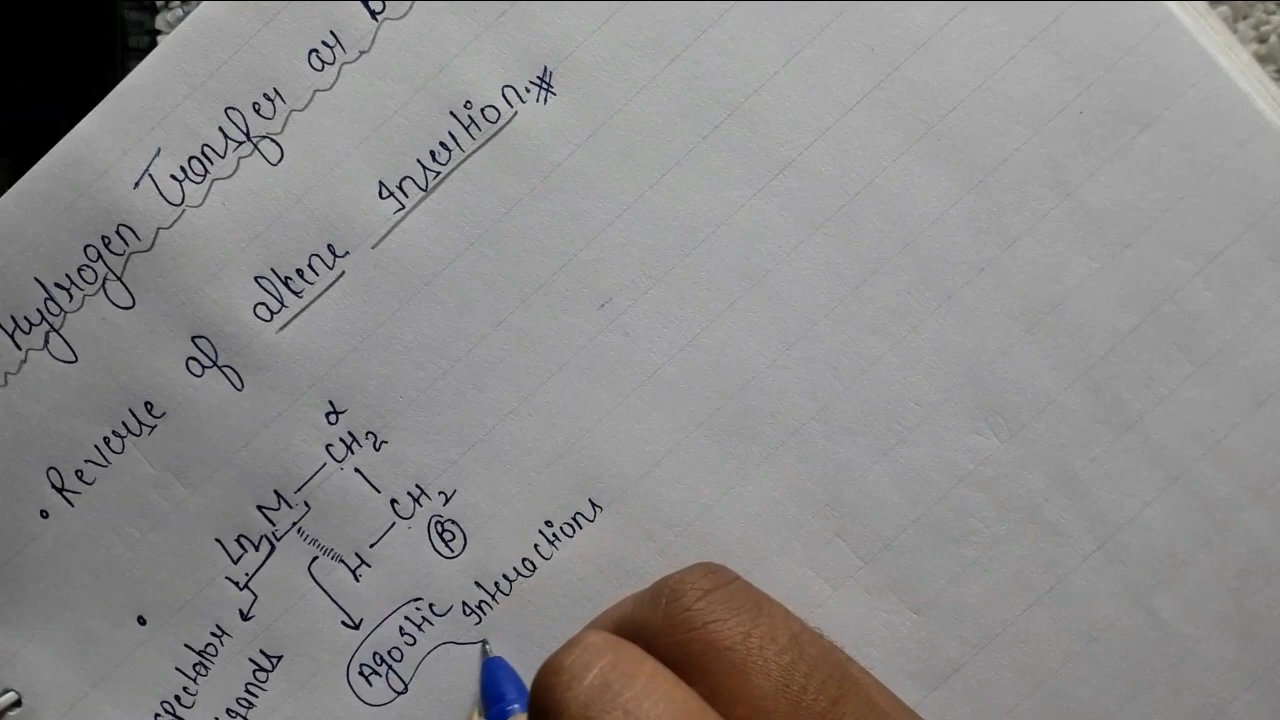 Hydrogen Transfer or
• Reverse of alkene Insertion.
α
LnM — CH2
CH2
H
β
Agostic Interactions
Spectator